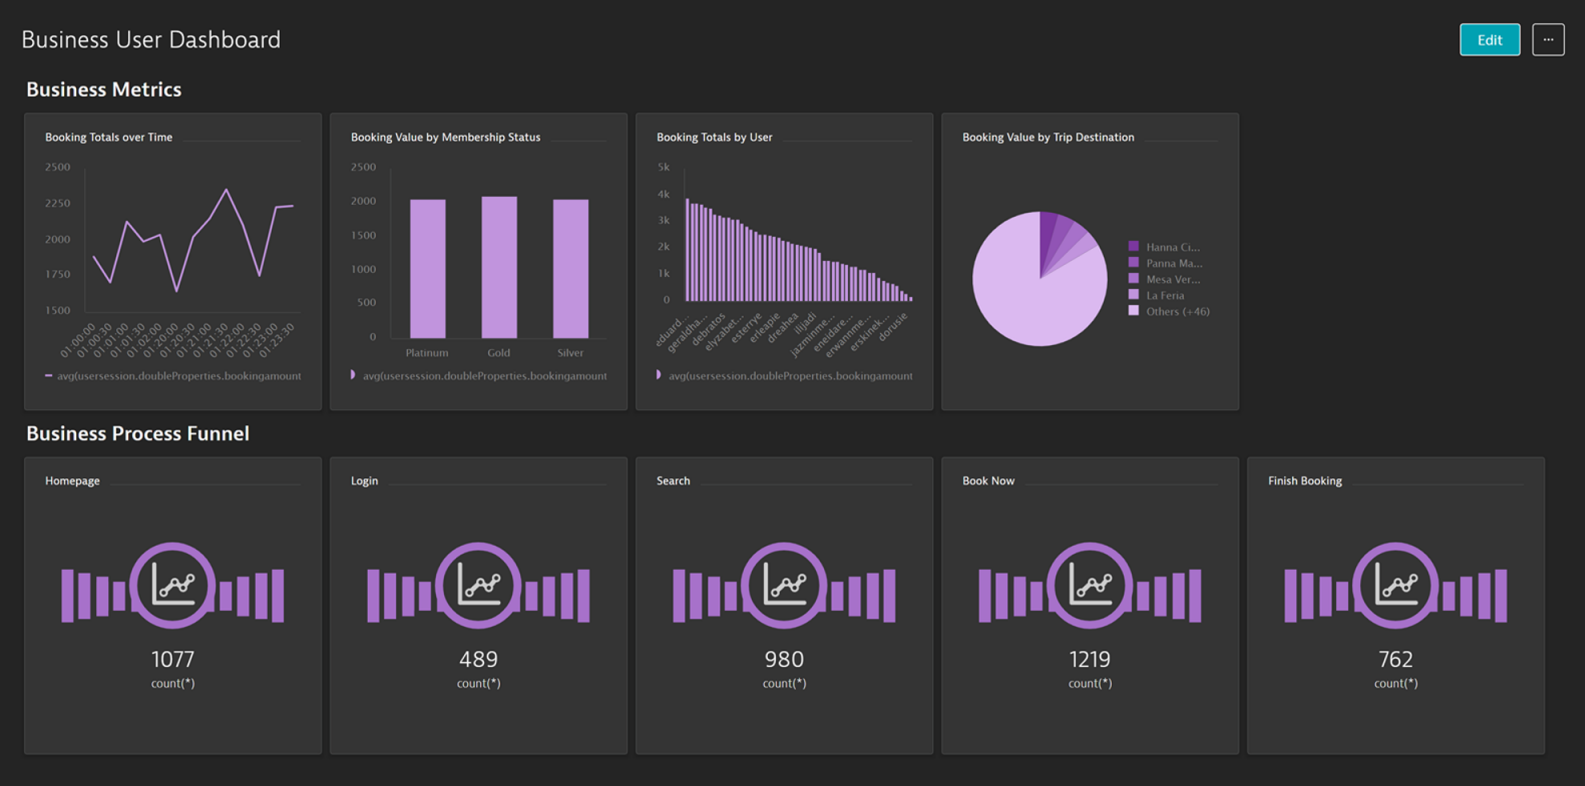 Business User Dashboard
Edit
...
Business Metrics
Booking Totals over Time
2500
2250
2000
1750
1500
01:00:00
01:00:30
01:01:00
01:01:30
01:02:00
01:20:00
01:20:30
01:21:00
01:21:30
01:22:00
01:22:30
01:23:00
01:23:30
avg(usersession.doubleProperties.bookingamount
Booking Value by Membership Status
2500
2000
1500
1000
500
0
Platinum
Gold
Silver
avg(usersession.doubleProperties.bookingamount
Booking Totals by User
5k
4k
3k
2k
1k
0
eduard...
geraldha...
debratos
elyzabet...
esterrye
erleapie
dreahea
ilijadi
jazminme...
eneidare...
erwannme...
erskinek...
dorusie
avg(usersession.doubleProperties.bookingamount
Booking Value by Trip Destination
Hanna Ci...
Panna Ma...
Mesa Ver...
La Feria
Others (+46)
Business Process Funnel
Homepage
1077
count(*)
Login
489
count(*)
Search
980
count(*)
Book Now
1219
count(*)
Finish Booking
762
count(*)